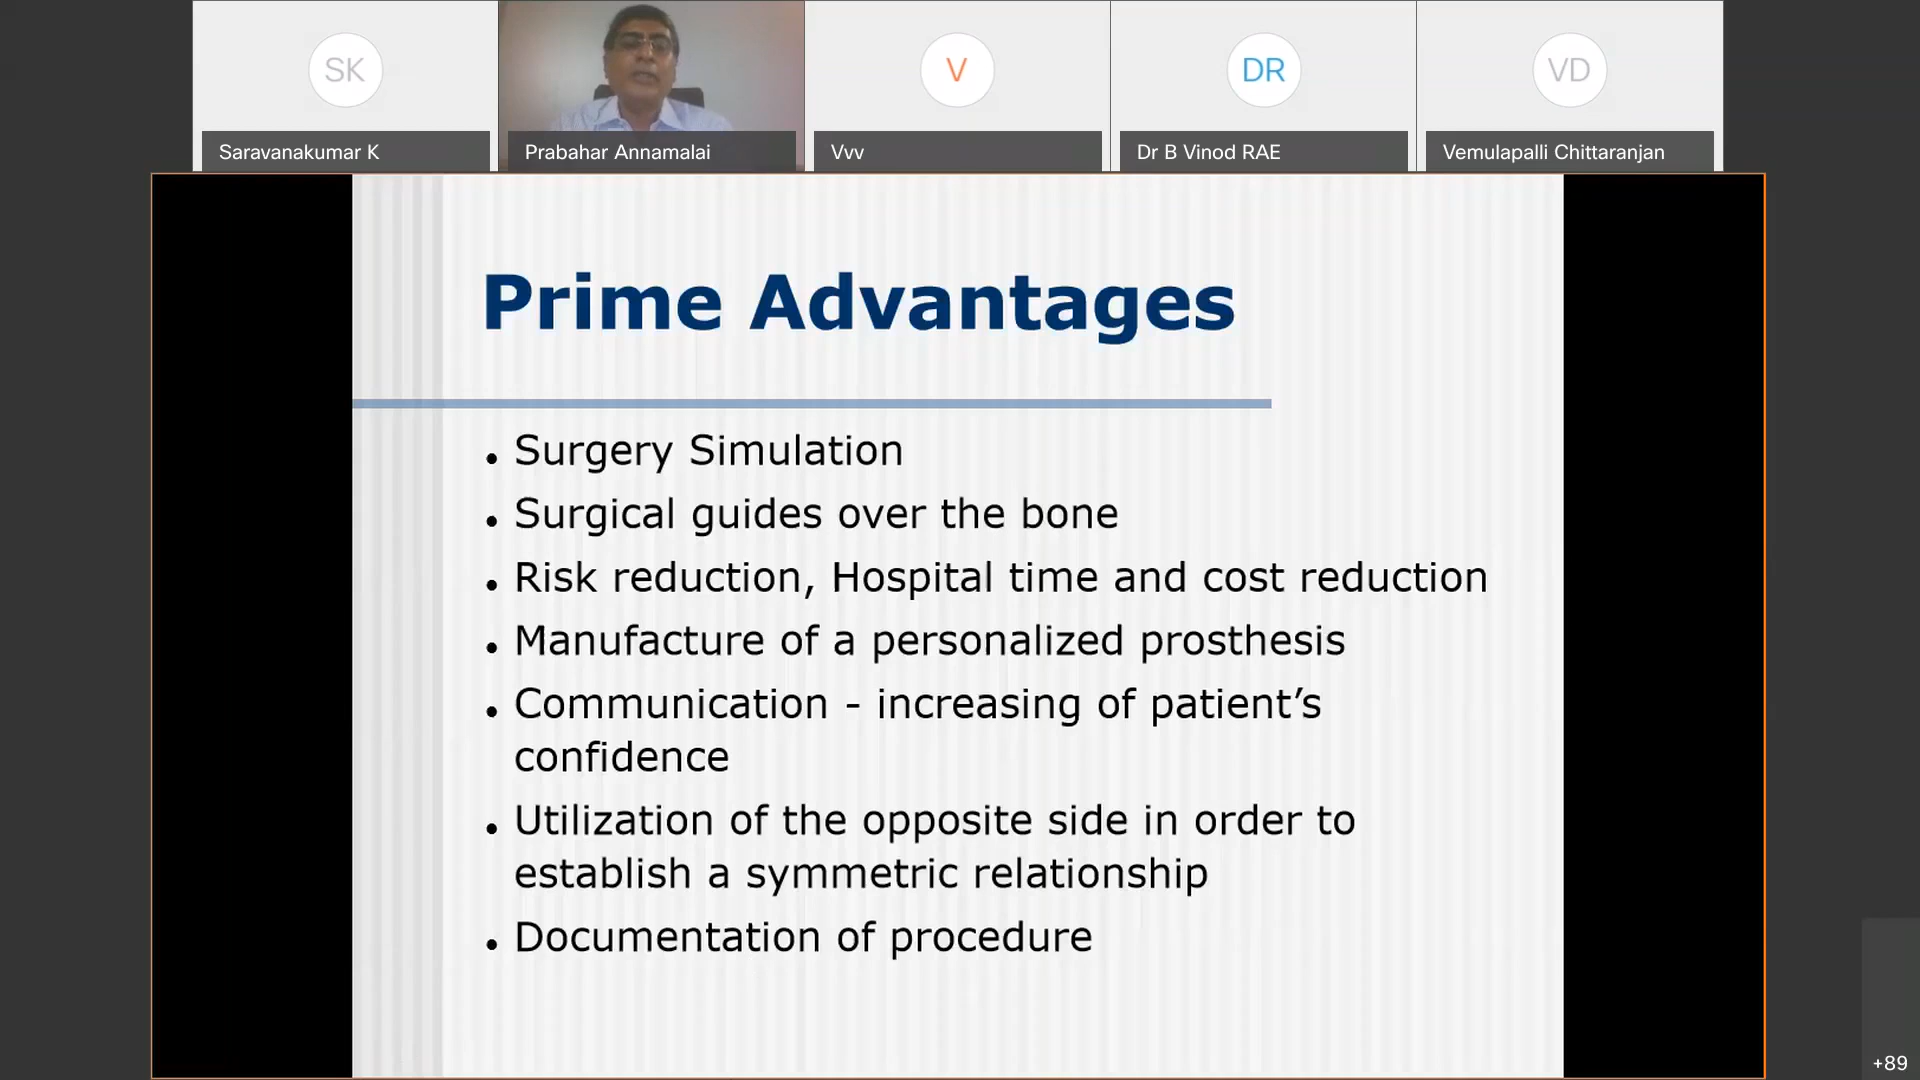 SK
V
DR
VD
Saravanakumar K
Prabahar Annamalai
Vvv
Dr B Vinod RAE
Vemulapalli Chittaranjan
Prime Advantages
• Surgery Simulation
• Surgical guides over the bone
• Risk reduction, Hospital time and cost reduction
• Manufacture of a personalized prosthesis
• Communication - increasing of patient’s
confidence
• Utilization of the opposite side in order to
establish a symmetric relationship
• Documentation of procedure
+89